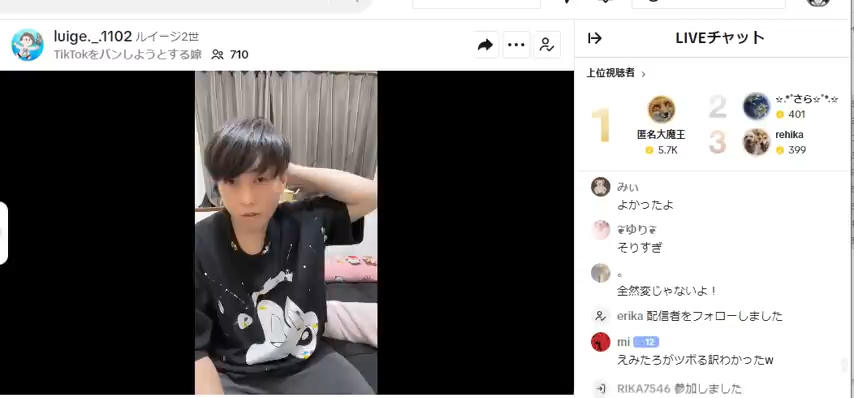 luige._.1102 ルイージ2世
TikTokをバンしようとする嫁 710
LIVEチャット
上位視聴者 >
1
匿名大魔王
5.7K
2
☆.*ﾟさら☆ﾟ*.☆
401
3
rehika
399
みぃ
よかったよ
❦ゆり❦
そりすぎ
。
全然変じゃないよ！
erika 配信者をフォローしました
mi 12
えみたろがツボる訳わかったw
RIKA7546 参加しました